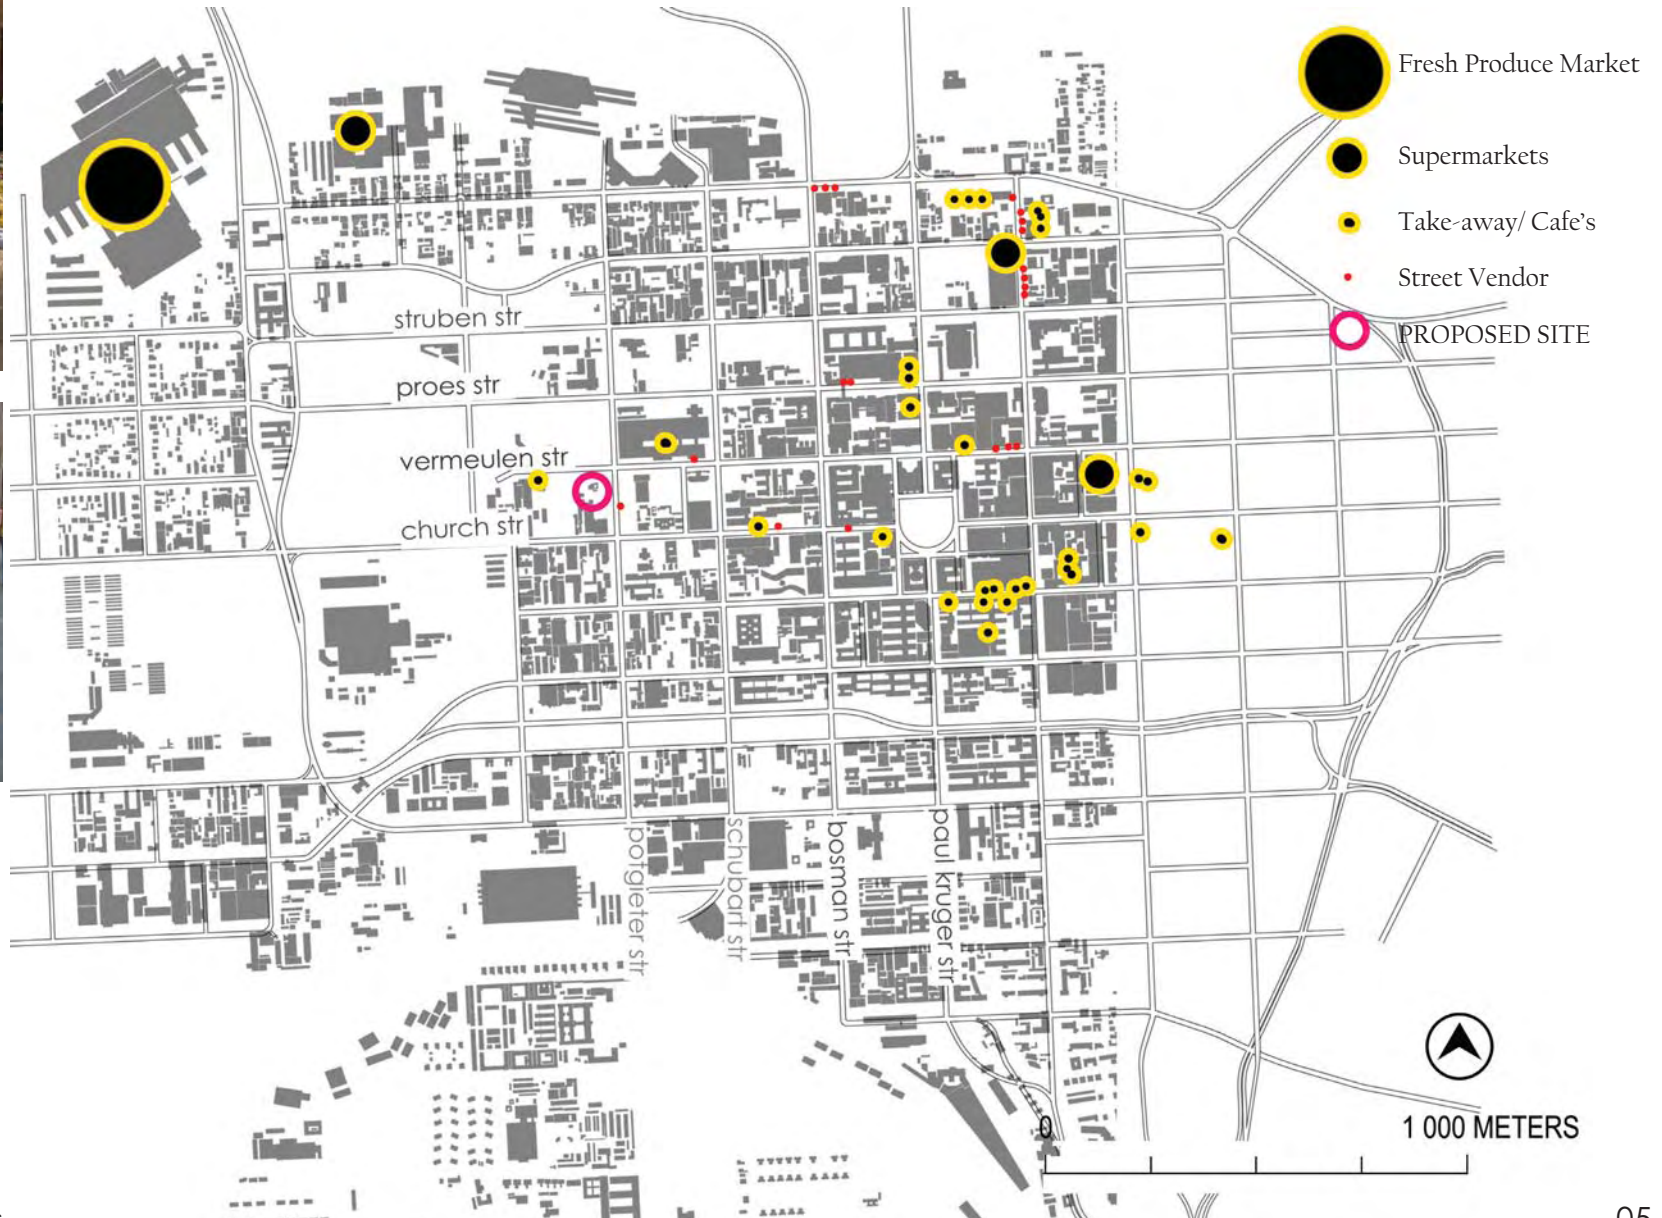 Fresh Produce Market
Supermarkets
Take-away/ Cafe's
Street Vendor
PROPOSED SITE
struben str
proes str
vermeulen str
church str
potgieter str
schubart str
bosman str
paul kruger str
0
1 000 METERS